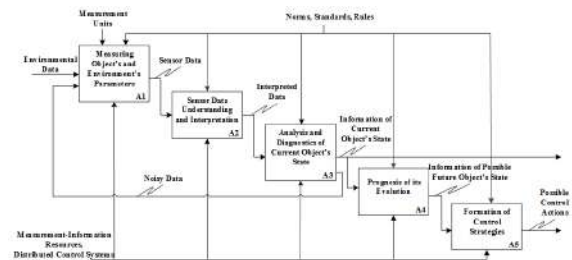 Measurement
Units
Norms, Standards, Rules
Environmental
Data
Measuring
Object's and
Environment's
Parameters
A1
Sensor Data
Sensor Data
Understanding
and Interpretation
A2
Interpreted
Data
Analysis and
Diagnostics of
Current Object's
State
A3
Information of
Current
Object's State
Noisy Data
Prognosis of its
Evolution
A4
Information of Possible
Future Object's State
Formation of
Control
Strategies
A5
Possible
Control
Actions
Measurement-Information
Resources,
Distributed Control Systems